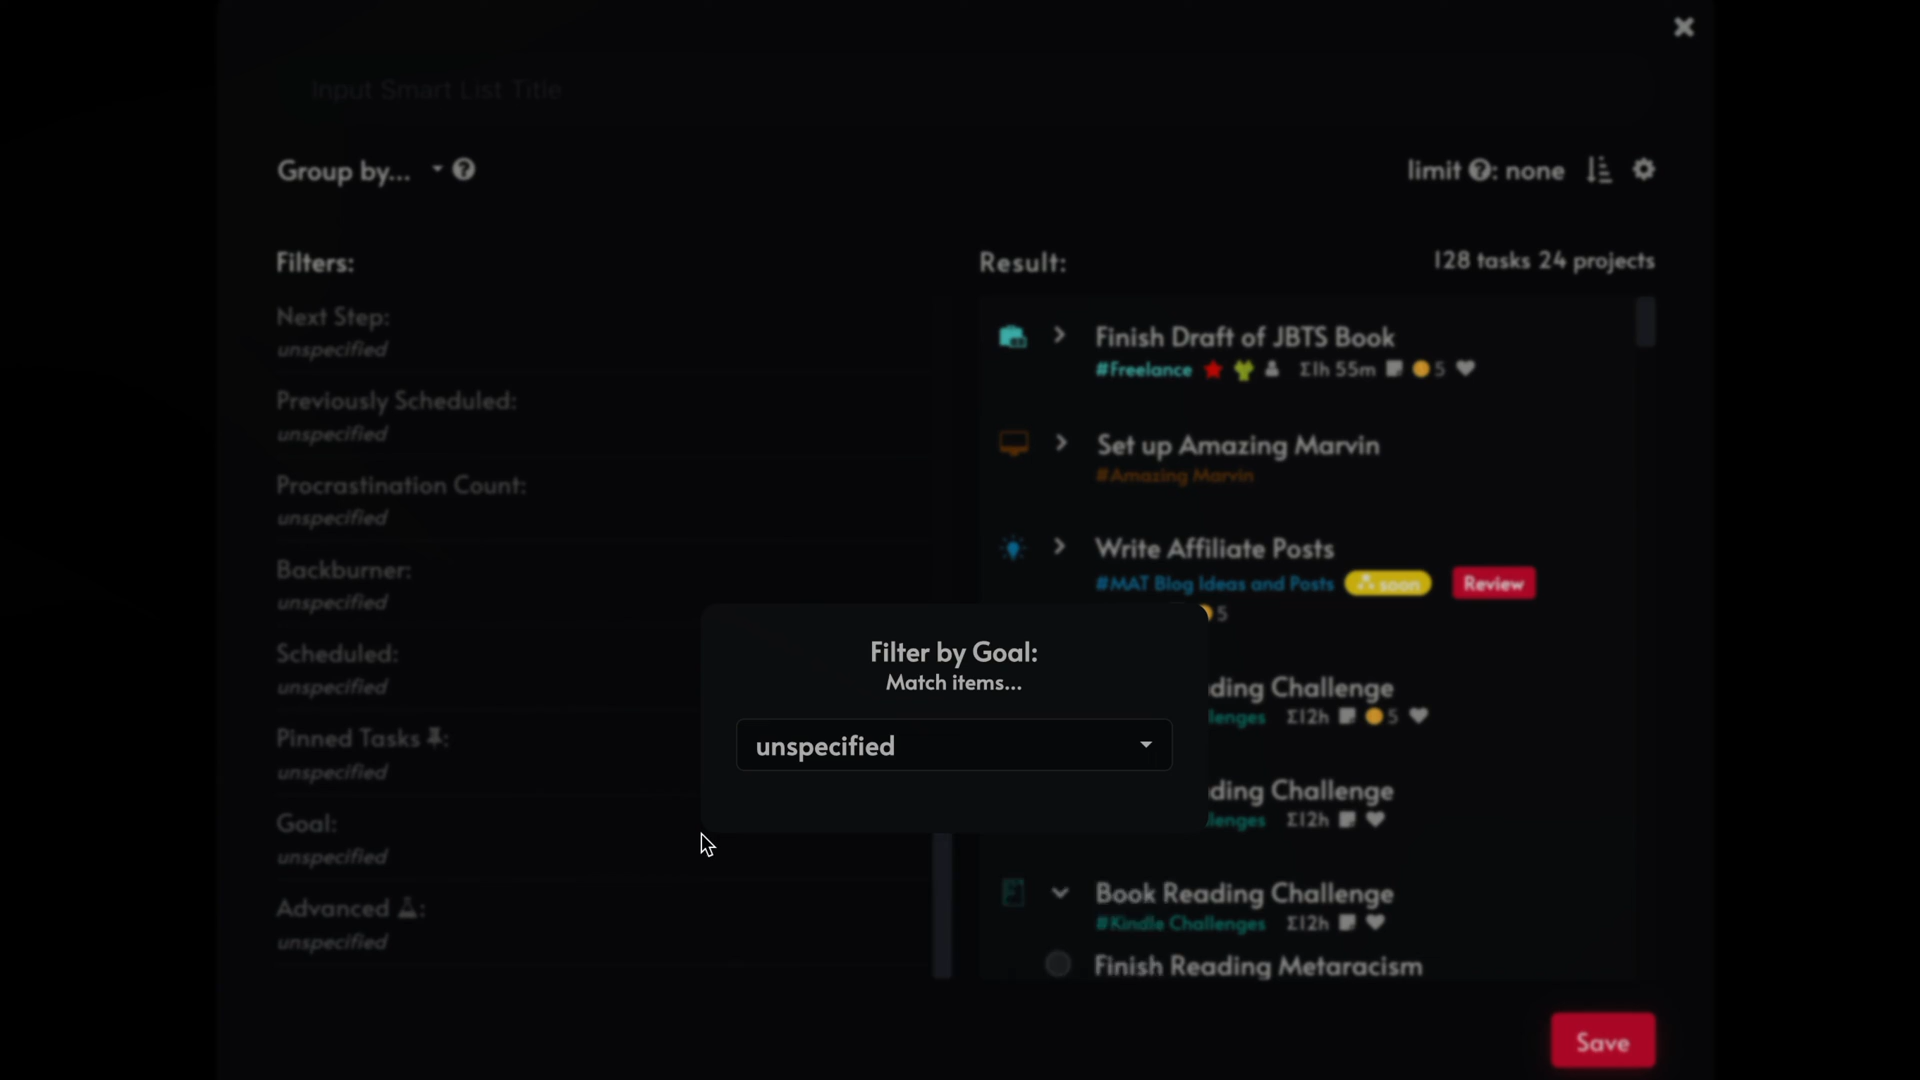 Input Smart List Title
Group by...
limit : none
Filters:
Result:
128 tasks 24 projects
Next Step:
unspecified
Previously Scheduled:
unspecified
Procrastination Count:
unspecified
Backburner:
unspecified
Scheduled:
unspecified
Pinned Tasks :
unspecified
Goal:
unspecified
Advanced :
unspecified
Finish Draft of JBTS Book
#Freelance Σ1h 55m 5
Set up Amazing Marvin
#Amazing Marvin
Write Affiliate Posts
#MAT Blog Ideas and Posts soon Review
5
Filter by Goal:
Match items...
unspecified
ding Challenge
lenges Σ12h 5
ding Challenge
lenges Σ12h
Book Reading Challenge
#Kindle Challenges Σ12h
Finish Reading Metaracism
Save